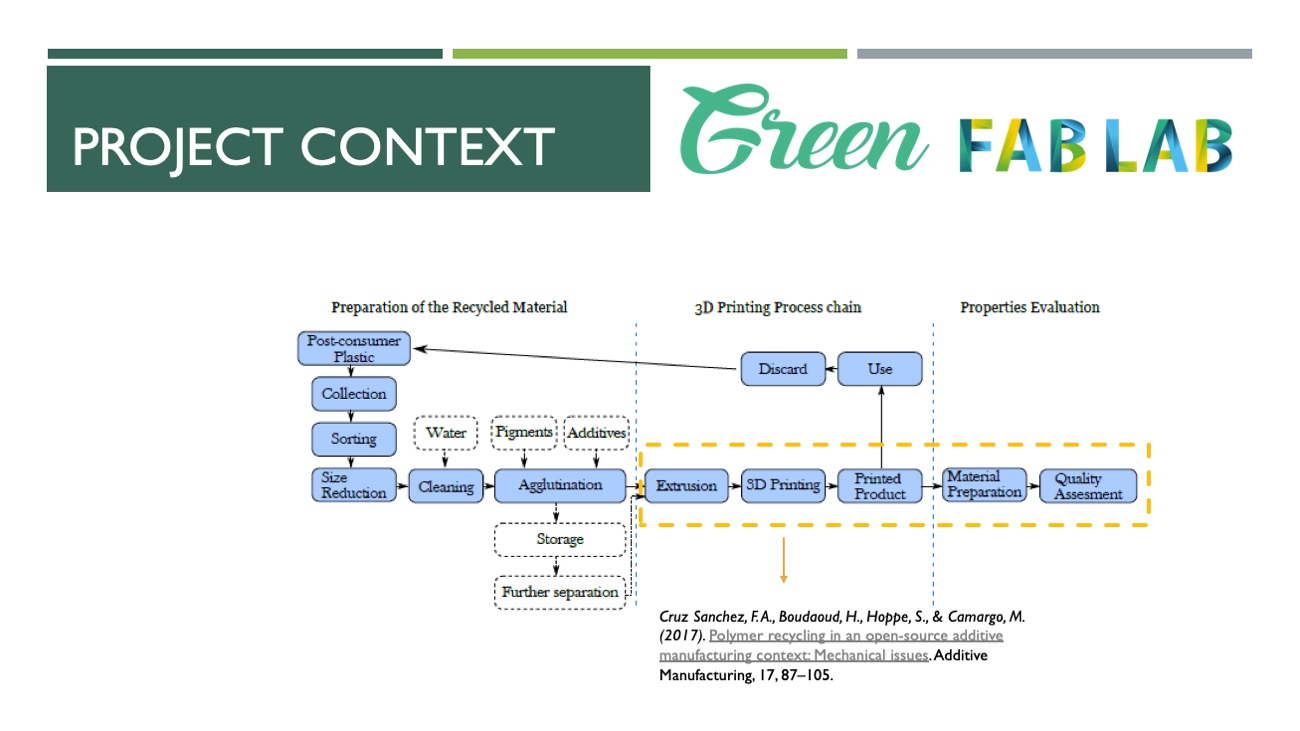 PROJECT CONTEXT
Green FAB LAB
Preparation of the Recycled Material
3D Printing Process chain
Properties Evaluation
Post-consumer
Plastic
Discard
Use
Collection
Sorting
Water
Pigments
Additives
Size
Reduction
Cleaning
Agglutination
Extrusion
3D Printing
Printed
Product
Material
Preparation
Quality
Assesment
Storage
Further separation
Cruz Sanchez, F. A., Boudaoud, H., Hoppe, S., & Camargo, M.
(2017). Polymer recycling in an open-source additive
manufacturing context: Mechanical issues. Additive
Manufacturing, 17, 87–105.